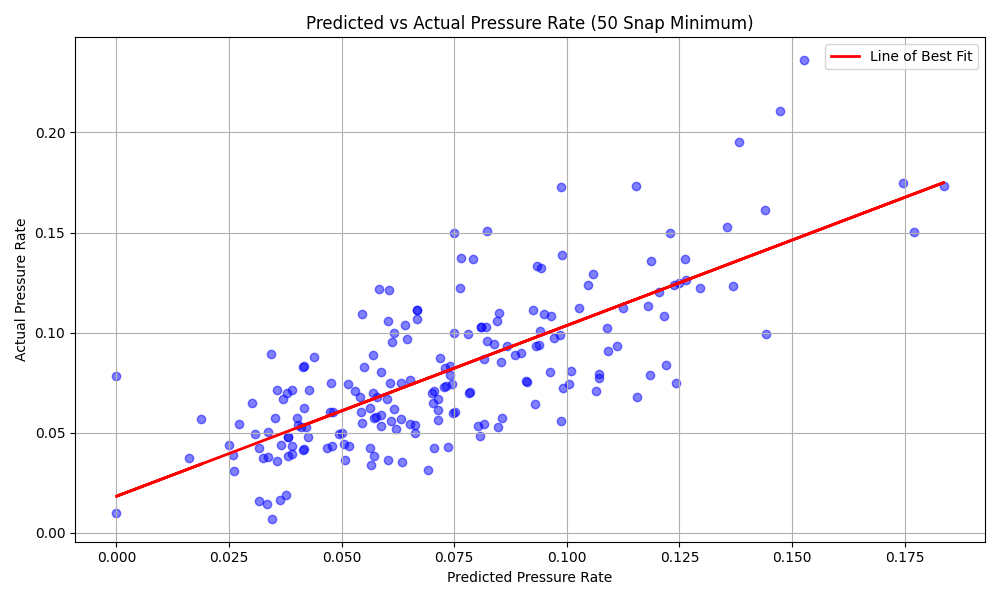 Predicted vs Actual Pressure Rate (50 Snap Minimum)
Line of Best Fit
Actual Pressure Rate
0.20
0.15
0.10
0.05
0.00
0.000 0.025 0.050 0.075 0.100 0.125 0.150 0.175
Predicted Pressure Rate